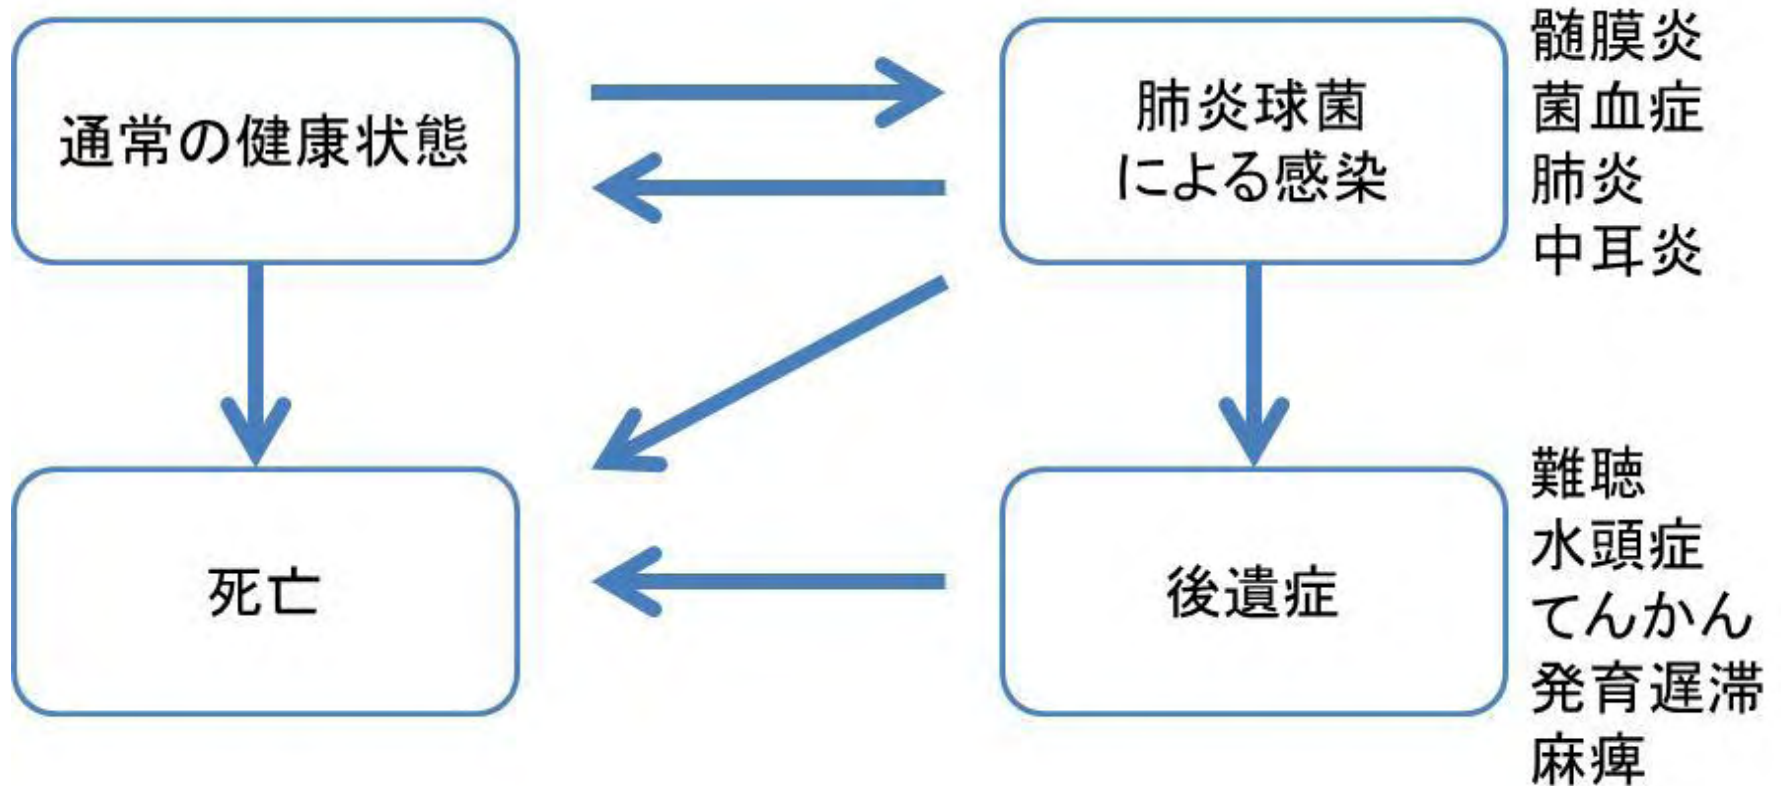 通常の健康状態
肺炎球菌
による感染
髄膜炎
菌血症
肺炎
中耳炎
死亡
後遺症
難聴
水頭症
てんかん
発育遅滞
麻痺